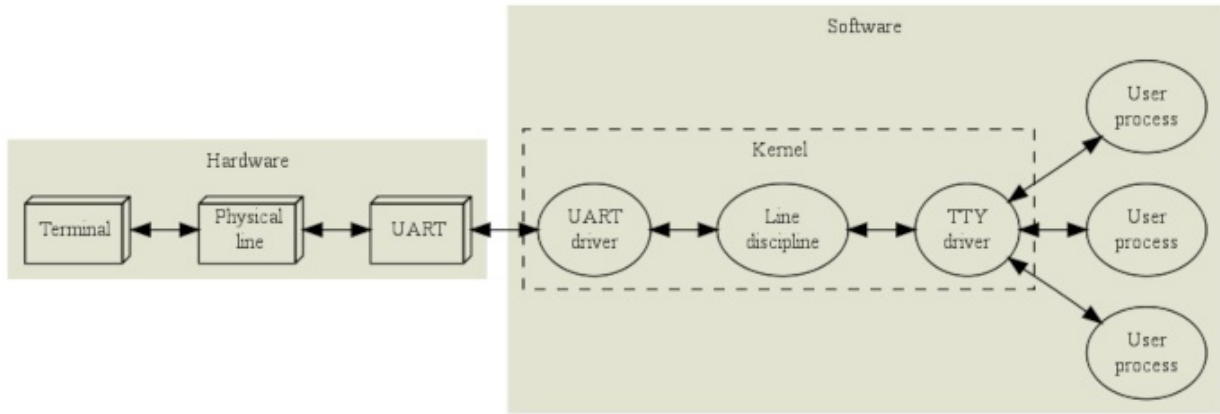 Software
Hardware
Kernel
Terminal
Physical
line
UART
UART
driver
Line
discipline
TTY
driver
User
process
User
process
User
process